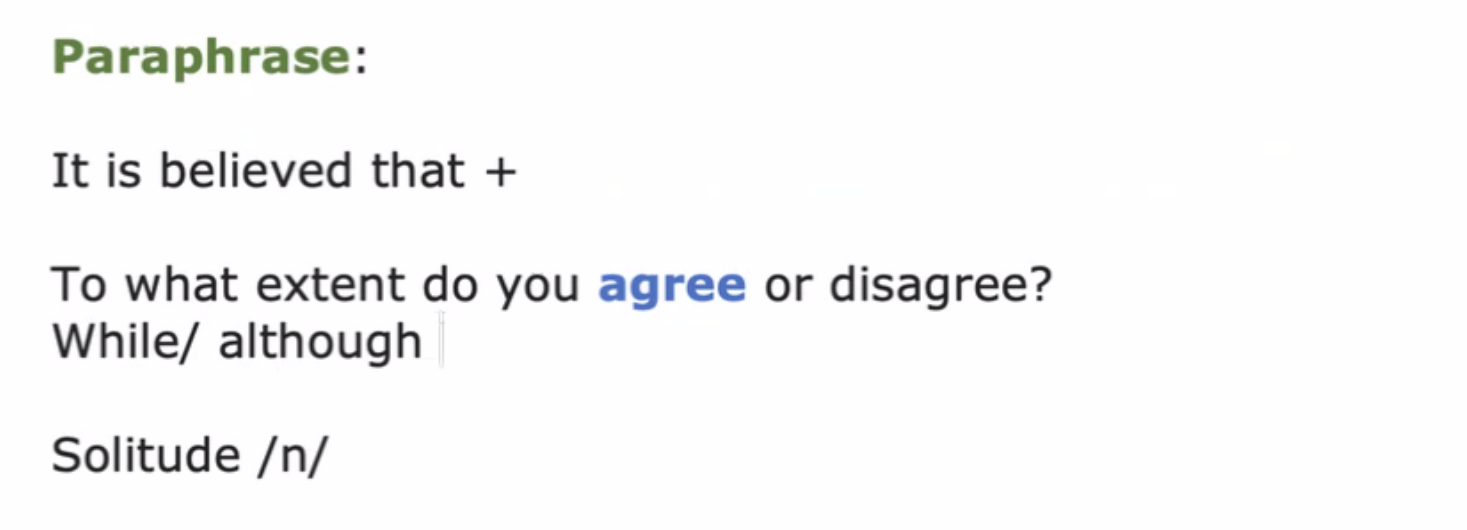 Paraphrase:
It is believed that +
To what extent do you agree or disagree?
While/ although
Solitude /n/